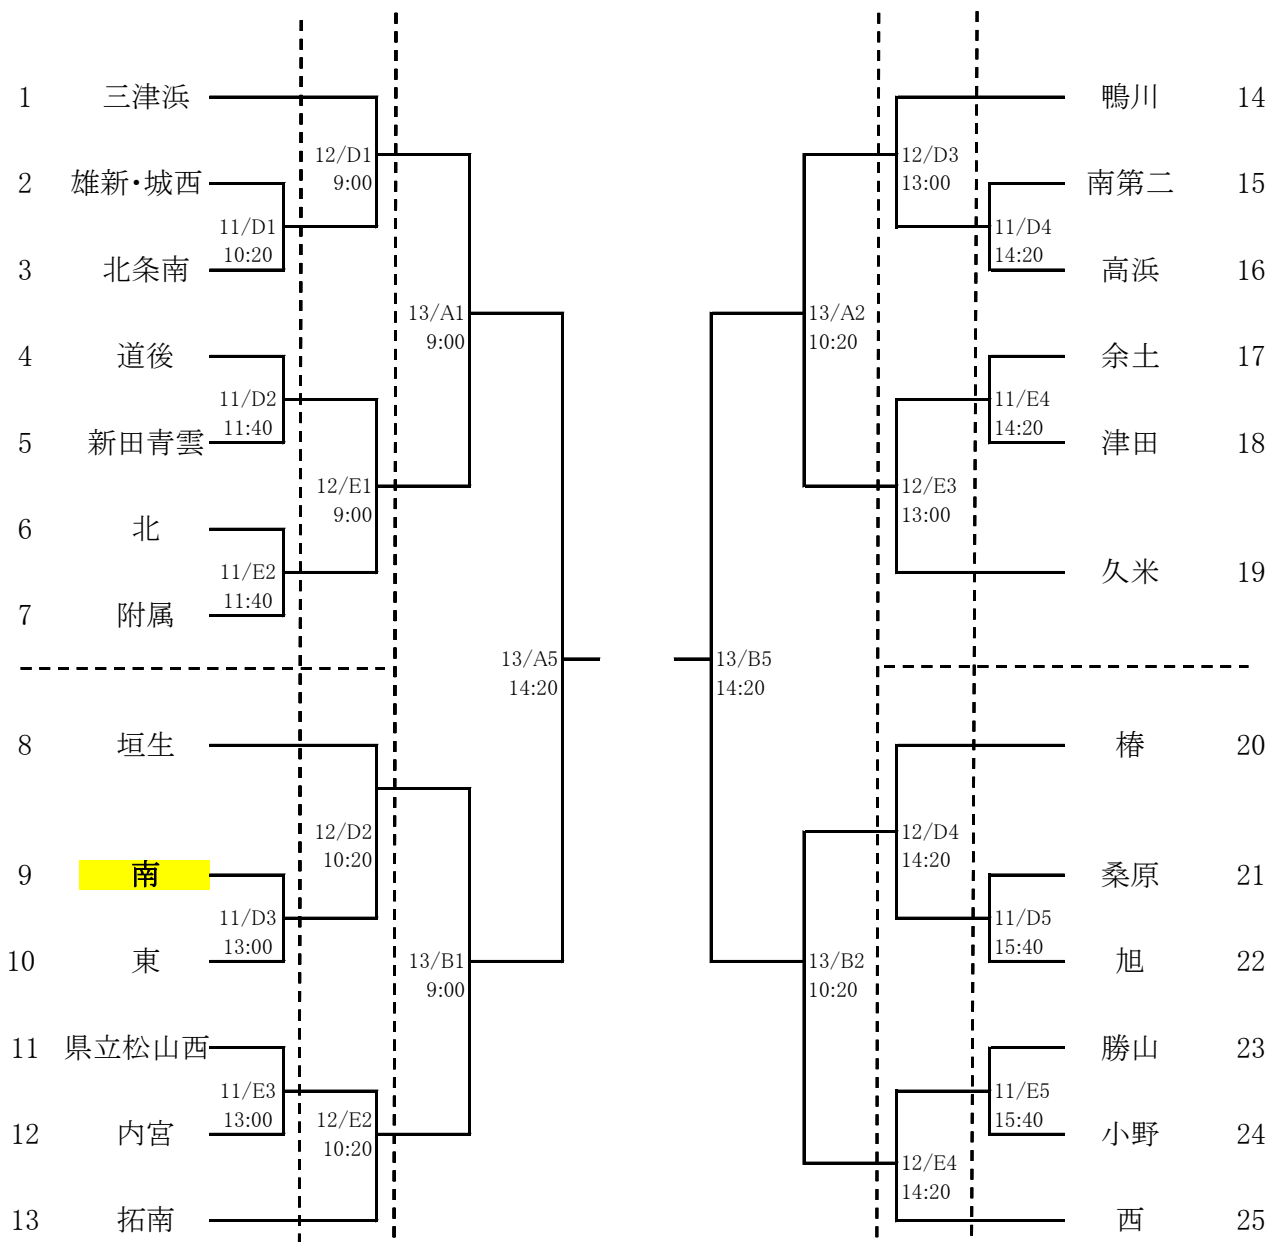 1 三津浜
12/D1
9:00
2 雄新・城西
11/D1
10:20
3 北条南
13/A1
9:00
4 道後
11/D2
11:40
5 新田青雲
12/E1
9:00
6 北
11/E2
11:40
7 附属
13/A5
14:20
8 垣生
12/D2
10:20
9 南
11/D3
13:00
10 東
13/B1
9:00
11 県立松山西
11/E3
13:00
12 内宮
12/E2
10:20
13 拓南
鴨川 14
12/D3
13:00
南第二 15
11/D4
14:20
高浜 16
13/A2
10:20
余土 17
11/E4
14:20
津田 18
12/E3
13:00
久米 19
13/B5
14:20
椿 20
12/D4
14:20
桑原 21
11/D5
15:40
旭 22
13/B2
10:20
勝山 23
11/E5
15:40
小野 24
12/E4
14:20
西 25